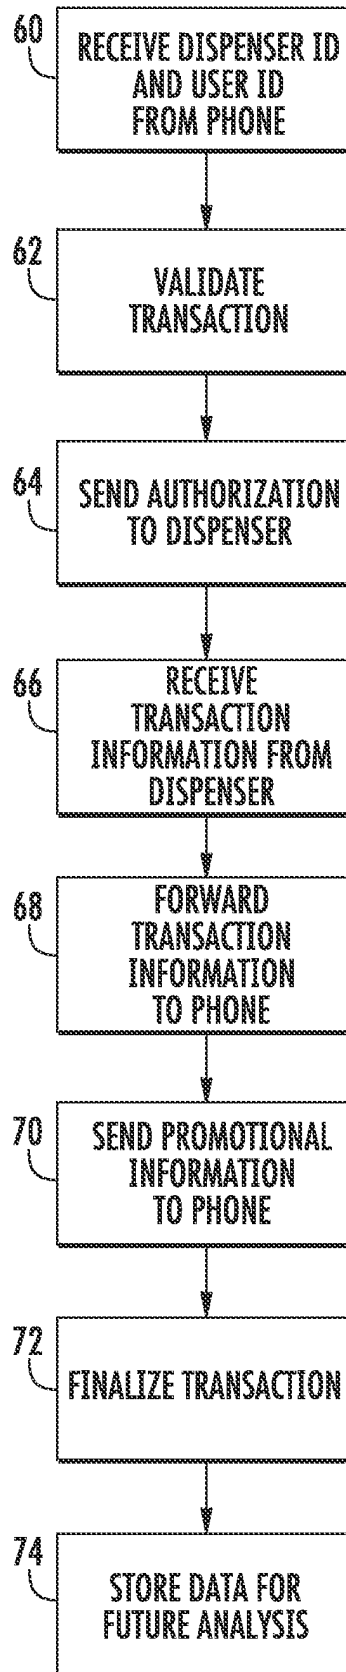 60
RECEIVE DISPENSER ID
AND USER ID
FROM PHONE
62
VALIDATE
TRANSACTION
64
SEND AUTHORIZATION
TO DISPENSER
66
RECEIVE
TRANSACTION
INFORMATION FROM
DISPENSER
68
FORWARD
TRANSACTION
INFORMATION
TO PHONE
70
SEND PROMOTIONAL
INFORMATION
TO PHONE
72
FINALIZE TRANSACTION
74
STORE DATA FOR
FUTURE ANALYSIS